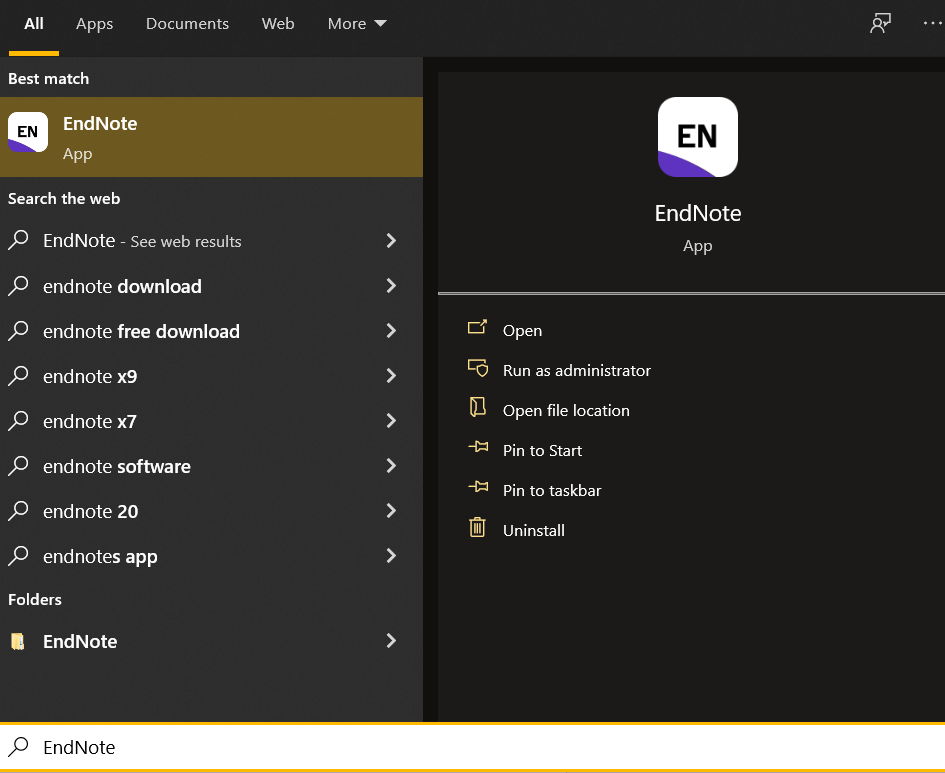 All Apps Documents Web More
Best match
EN
EndNote
App
Search the web
EndNote - See web results
endnote download
endnote free download
endnote x9
endnote x7
endnote software
endnote 20
endnotes app
Folders
EndNote
EN
EndNote
App
Open
Run as administrator
Open file location
Pin to Start
Pin to taskbar
Uninstall
EndNote